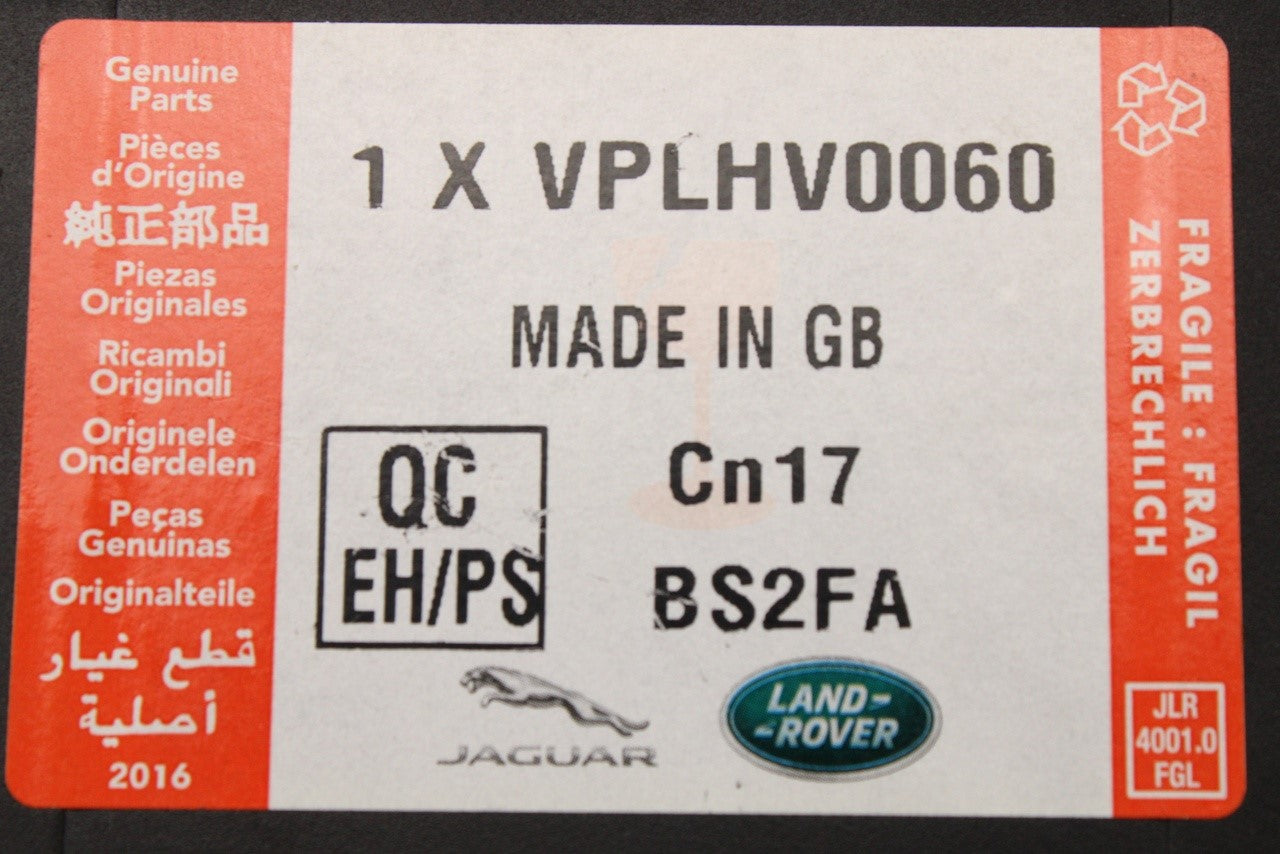 Genuine
Parts
Pièces
d'Origine
純正部品
Piezas
Originales
Ricambi
Originali
Originele
Onderdelen
Peças
Genuinas
Originalteile
قطع غيار
أصلية
2016
1 X VPLHV0060
MADE IN GB
QC
EH/PS
Cn17
BS2FA
JAGUAR
LAND-
-ROVER
FRAGILE : FRAGIL
ZERBRECHLICH
JLR
4001.0
FGL